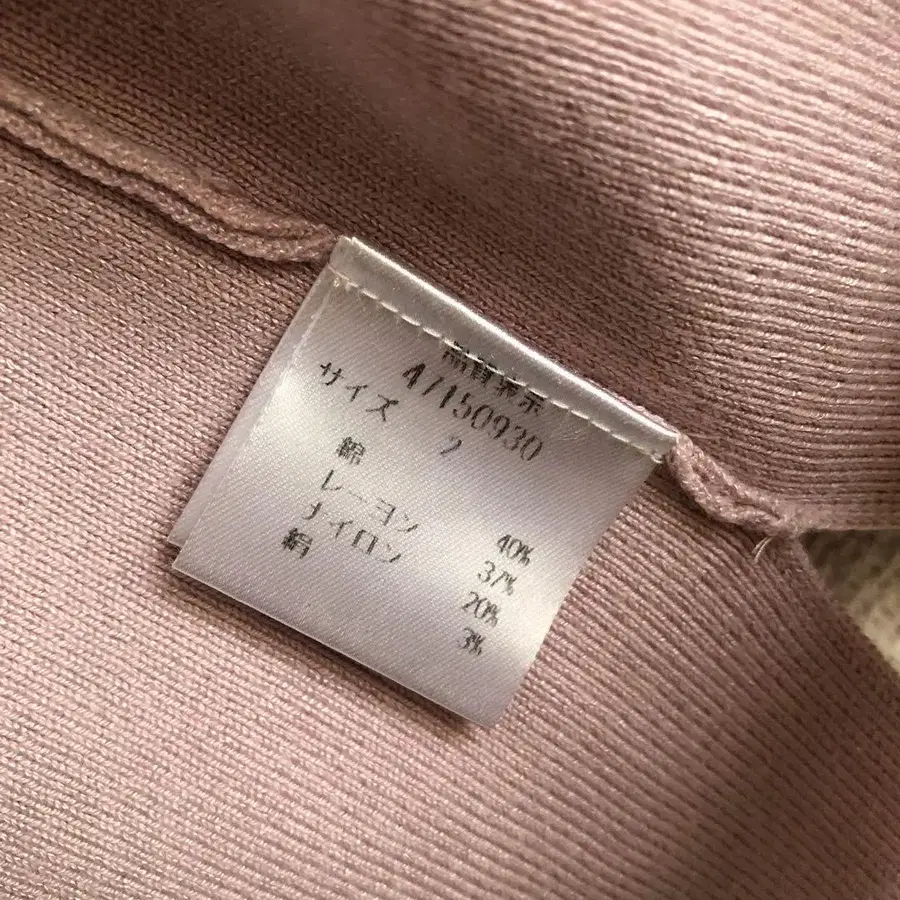 品質表示
47150930
サイズ 2
綿 40%
レーヨン 37%
ナイロン 20%
絹 3%